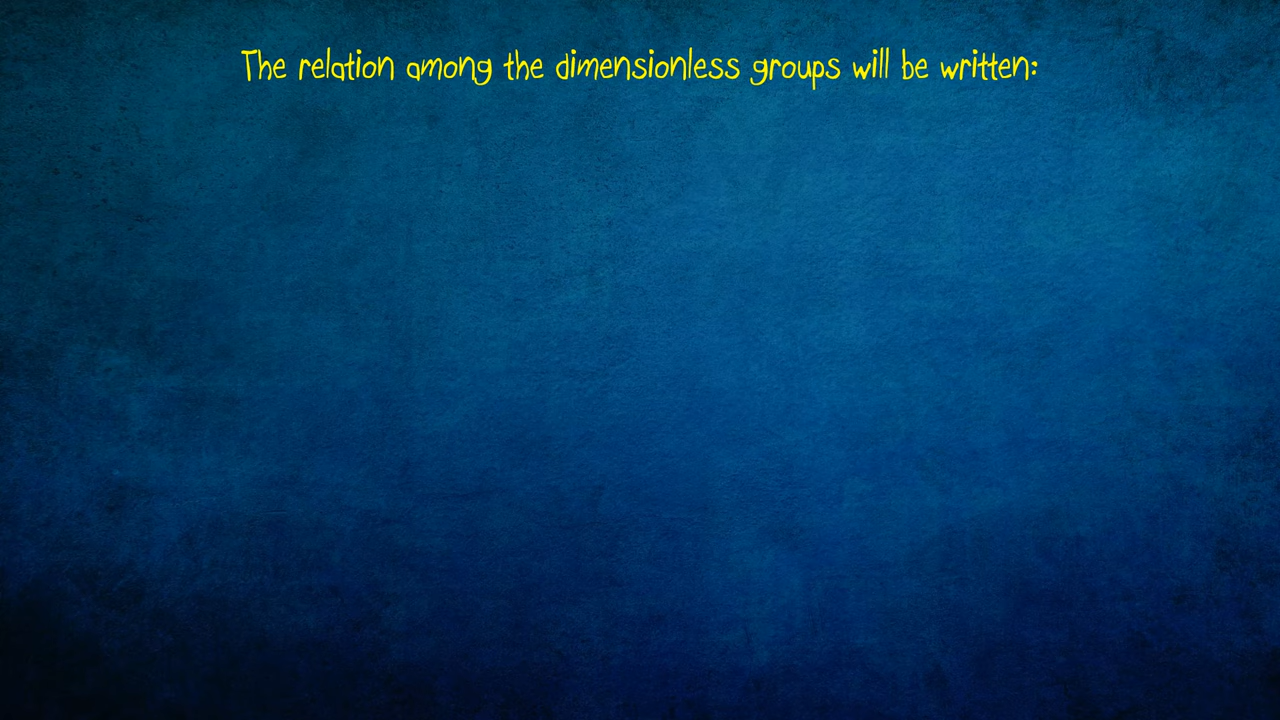 The relation among the dimensionless groups will be written: